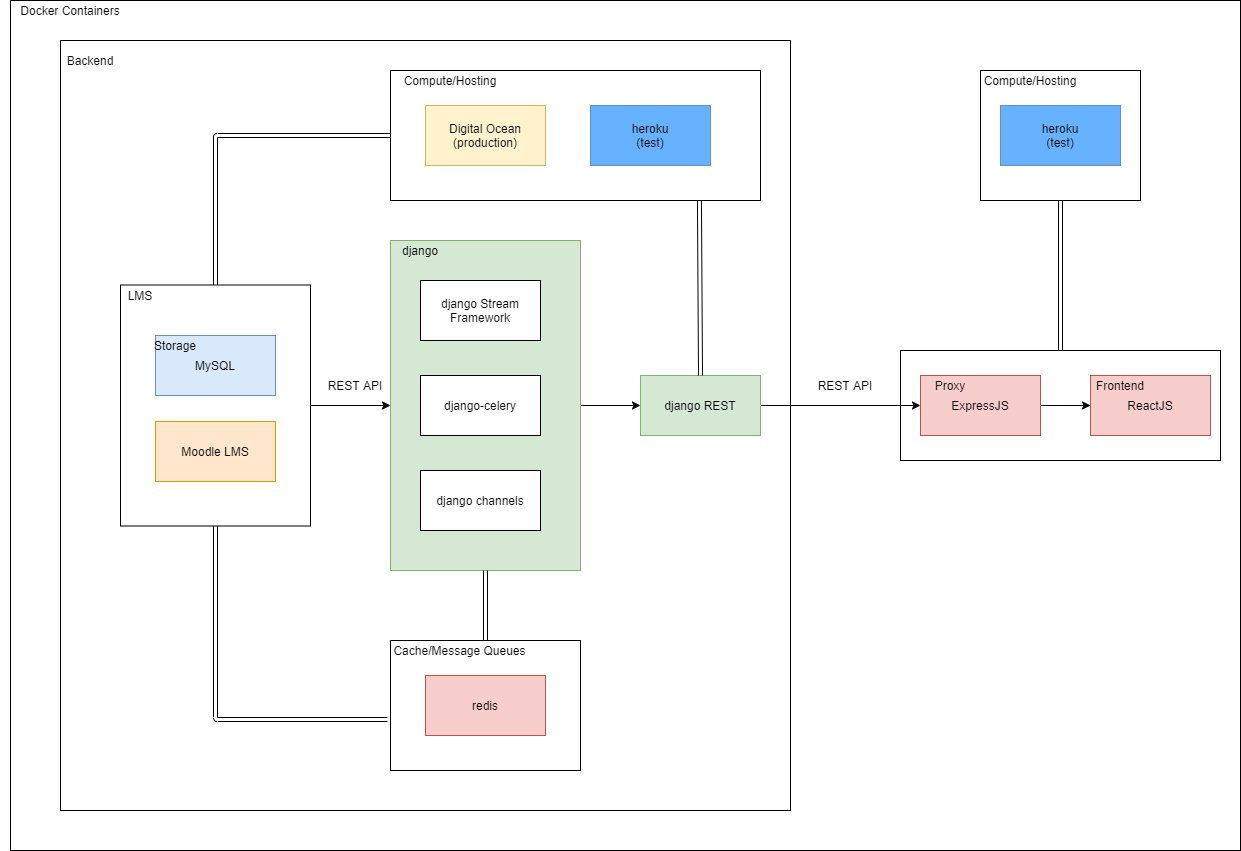 Docker Containers
Backend
Compute/Hosting
Digital Ocean
(production)
heroku
(test)
Compute/Hosting
heroku
(test)
django
django Stream
Framework
django-celery
django channels
LMS
Storage
MySQL
Moodle LMS
REST API
django REST
REST API
Proxy
ExpressJS
Frontend
ReactJS
Cache/Message Queues
redis